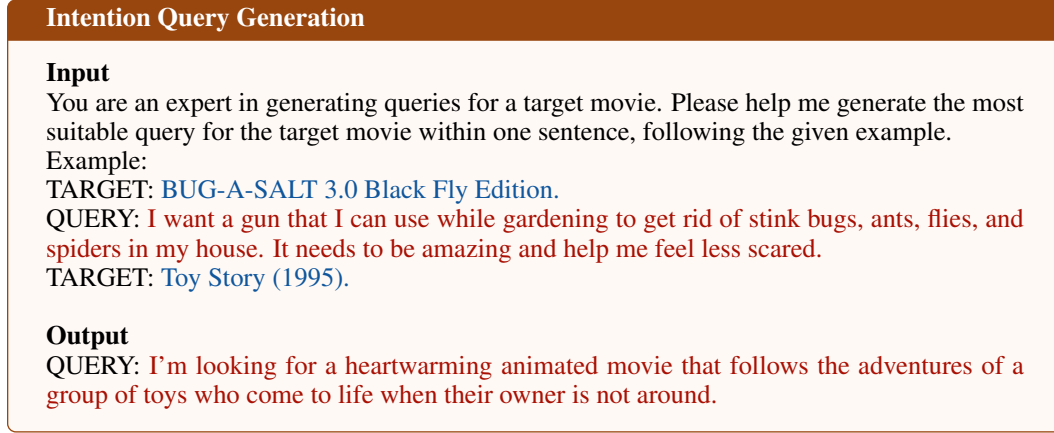 Intention Query Generation
Input
You are an expert in generating queries for a target movie. Please help me generate the most
suitable query for the target movie within one sentence, following the given example.
Example:
TARGET: BUG-A-SALT 3.0 Black Fly Edition.
QUERY: I want a gun that I can use while gardening to get rid of stink bugs, ants, flies, and
spiders in my house. It needs to be amazing and help me feel less scared.
TARGET: Toy Story (1995).
Output
QUERY: I'm looking for a heartwarming animated movie that follows the adventures of a
group of toys who come to life when their owner is not around.